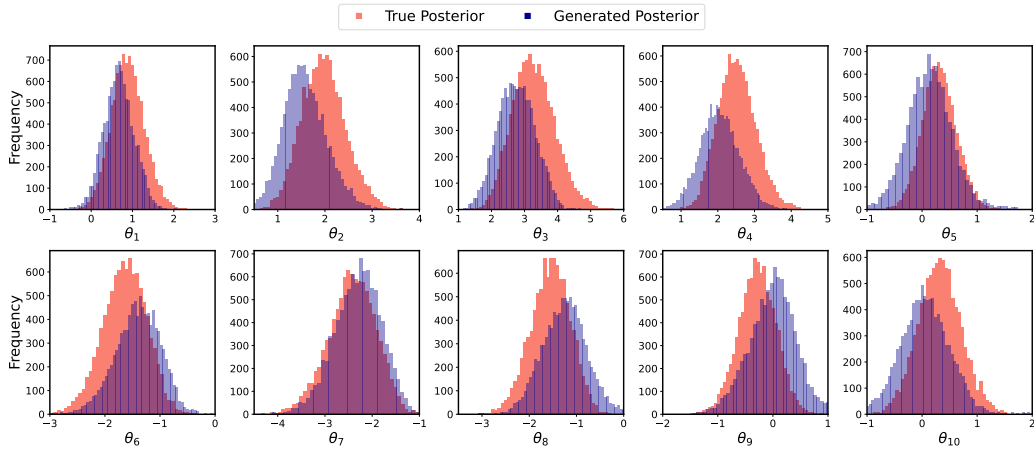 True Posterior Generated Posterior
Frequency
700 600 500 400 300 200 100 0
−1 0 1 2 3
θ1
600 500 400 300 200 100 0
1 2 3 4
θ2
600 500 400 300 200 100 0
1 2 3 4 5 6
θ3
600 500 400 300 200 100 0
1 2 3 4 5
θ4
700 600 500 400 300 200 100 0
−1 0 1 2
θ5
Frequency
600 500 400 300 200 100 0
−3 −2 −1 0
θ6
700 600 500 400 300 200 100 0
−4 −3 −2 −1
θ7
600 500 400 300 200 100 0
−3 −2 −1 0
θ8
700 600 500 400 300 200 100 0
−2 −1 0 1
θ9
600 500 400 300 200 100 0
−1 0 1 2
θ10